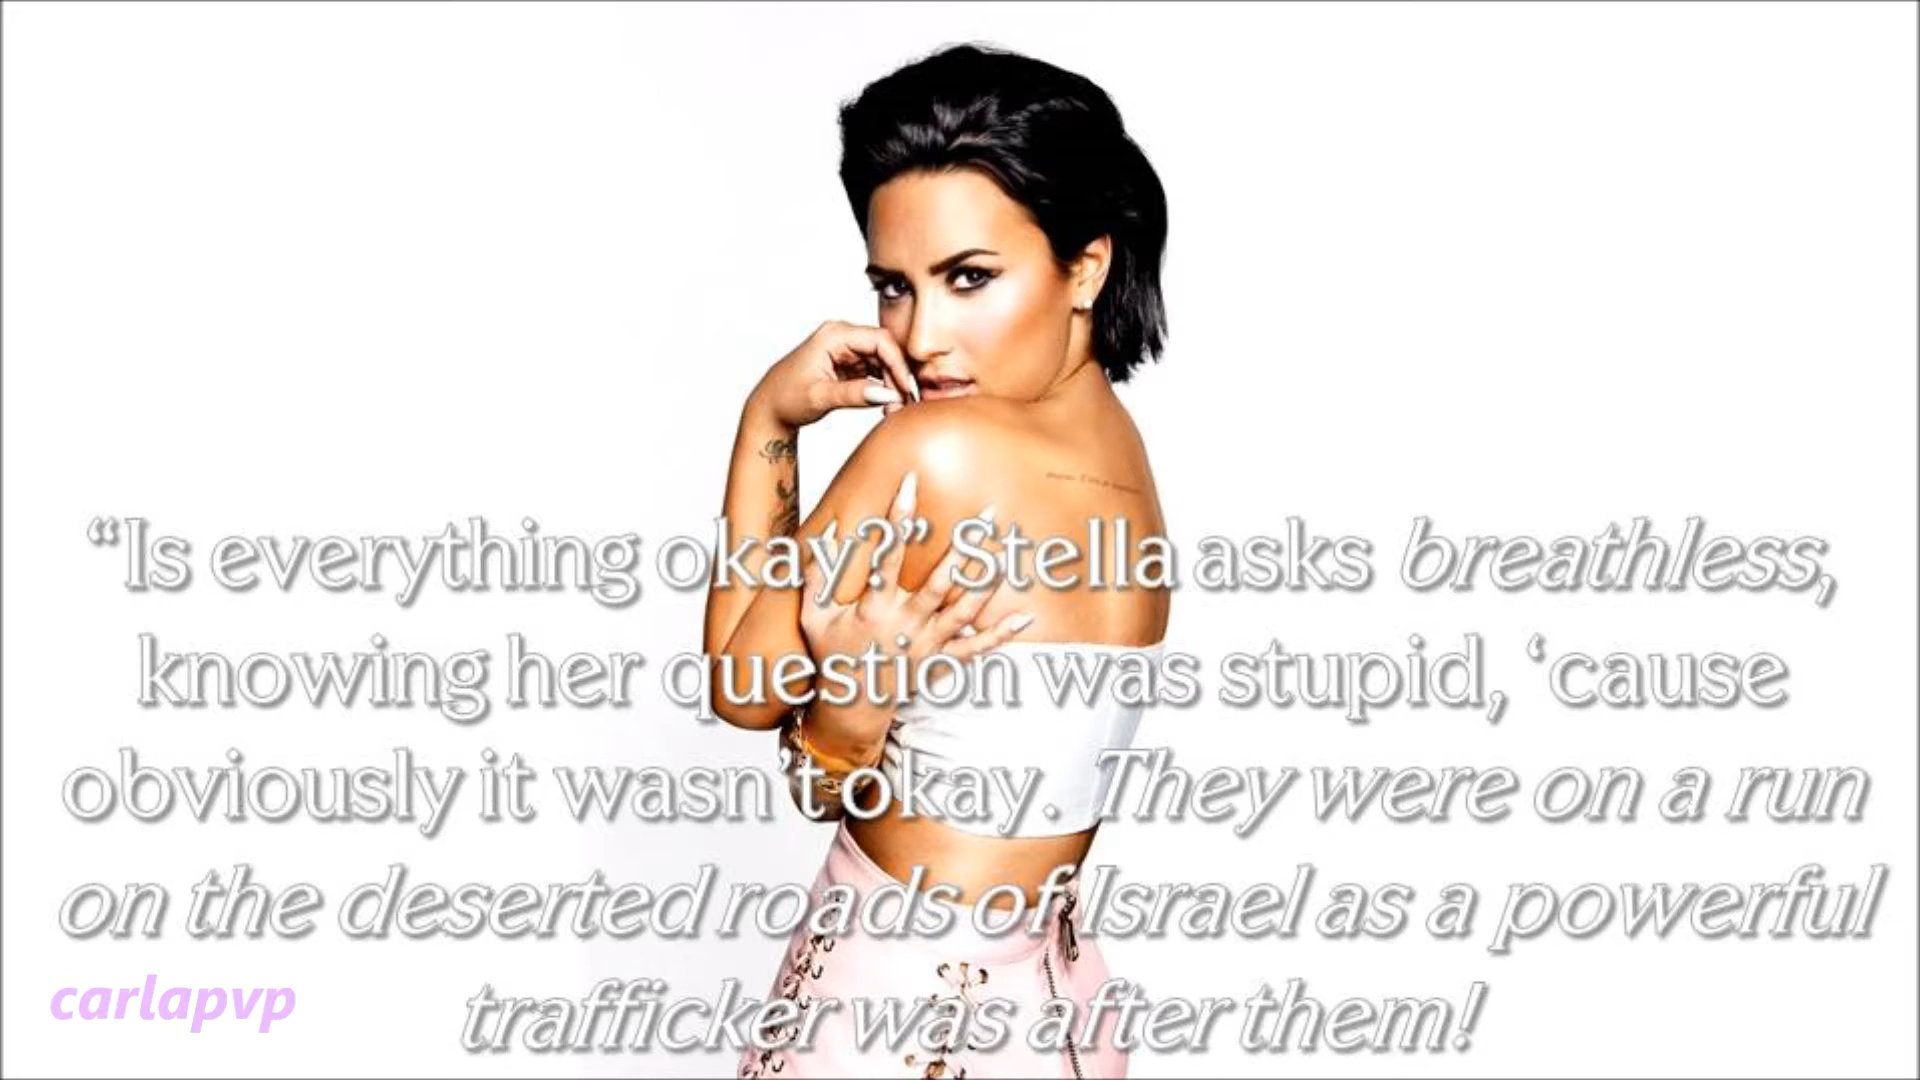 “Is everything okay?” Stella asks breathless,
knowing her question was stupid, ‘cause
obviously it wasn’t okay. They were on a run
on the deserted roads of Israel as a powerful
trafficker was after them!
carlapvp